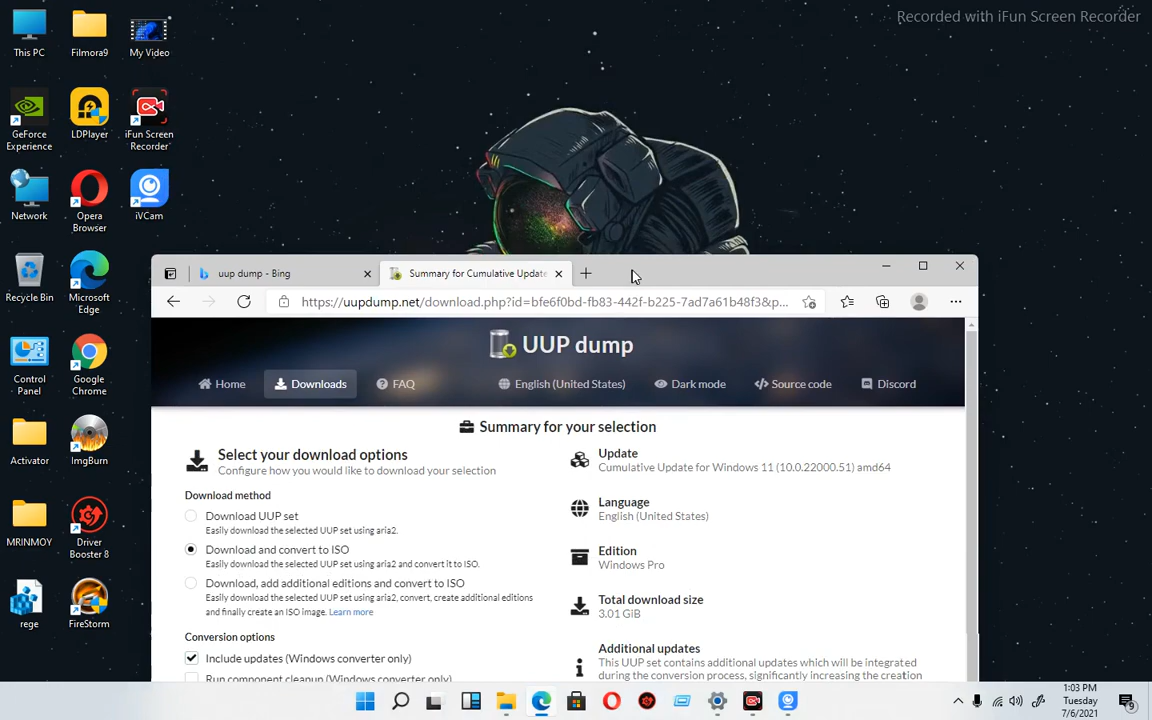 Recorded with iFun Screen Recorder
This PC
Filmora9
My Video
GeForce
Experience
LDPlayer
iFun Screen
Recorder
Network
Opera
Browser
iVCam
Recycle Bin
Microsoft
Edge
Control
Panel
Google
Chrome
Activator
ImgBurn
MRINMOY
Driver
Booster 8
rege
FireStorm
uup dump - Bing
Summary for Cumulative Update
https://uupdump.net/download.php?id=bfe6f0bd-fb83-442f-b225-7ad7a61b48f3&p...
UUP dump
Home
Downloads
FAQ
English (United States)
Dark mode
Source code
Discord
Summary for your selection
Select your download options
Configure how you would like to download your selection
Download method
Download UUP set
Easily download the selected UUP set using aria2.
Download and convert to ISO
Easily download the selected UUP set using aria2 and convert it to ISO.
Download, add additional editions and convert to ISO
Easily download the selected UUP set using aria2, convert, create additional editions
and finally create an ISO image. Learn more
Conversion options
Include updates (Windows converter only)
Run component cleanup (Windows converter only)
Update
Cumulative Update for Windows 11 (10.0.22000.51) amd64
Language
English (United States)
Edition
Windows Pro
Total download size
3.01 GiB
Additional updates
This UUP set contains additional updates which will be integrated
during the conversion process, significantly increasing the creation
1:03 PM
Tuesday
7/6/2021
9